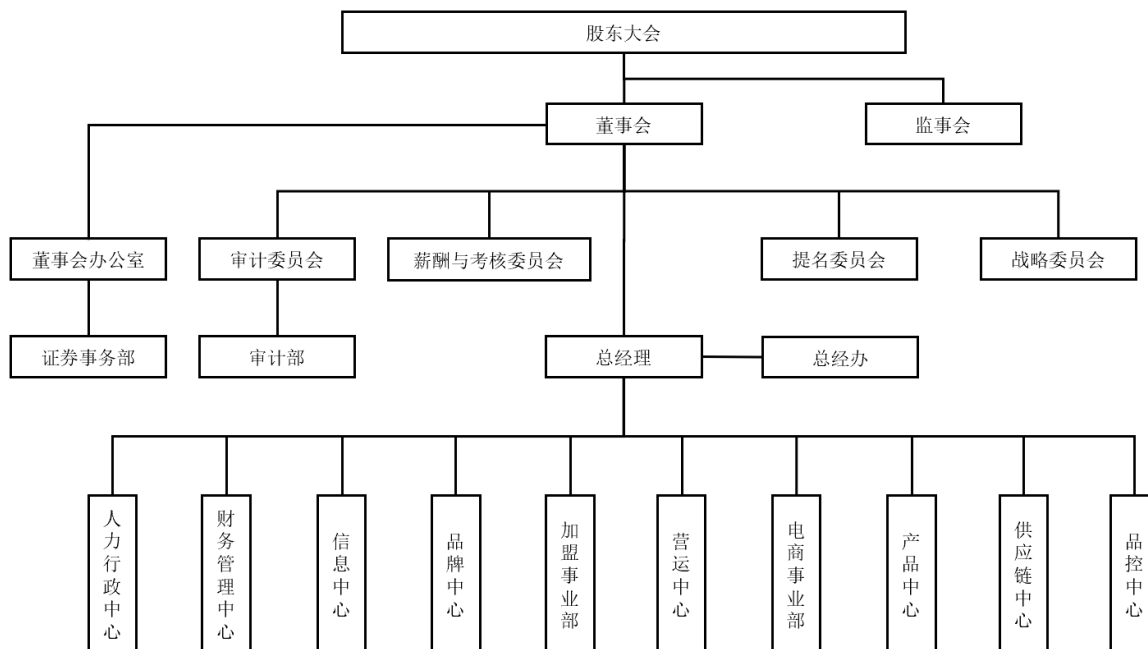 股东大会
董事会
监事会
董事会办公室
审计委员会
薪酬与考核委员会
提名委员会
战略委员会
证券事务部
审计部
总经理
总经办
人力行政中心
财务管理中心
信息中心
品牌中心
加盟事业部
营运中心
电商事业部
产品中心
供应链中心
品控中心